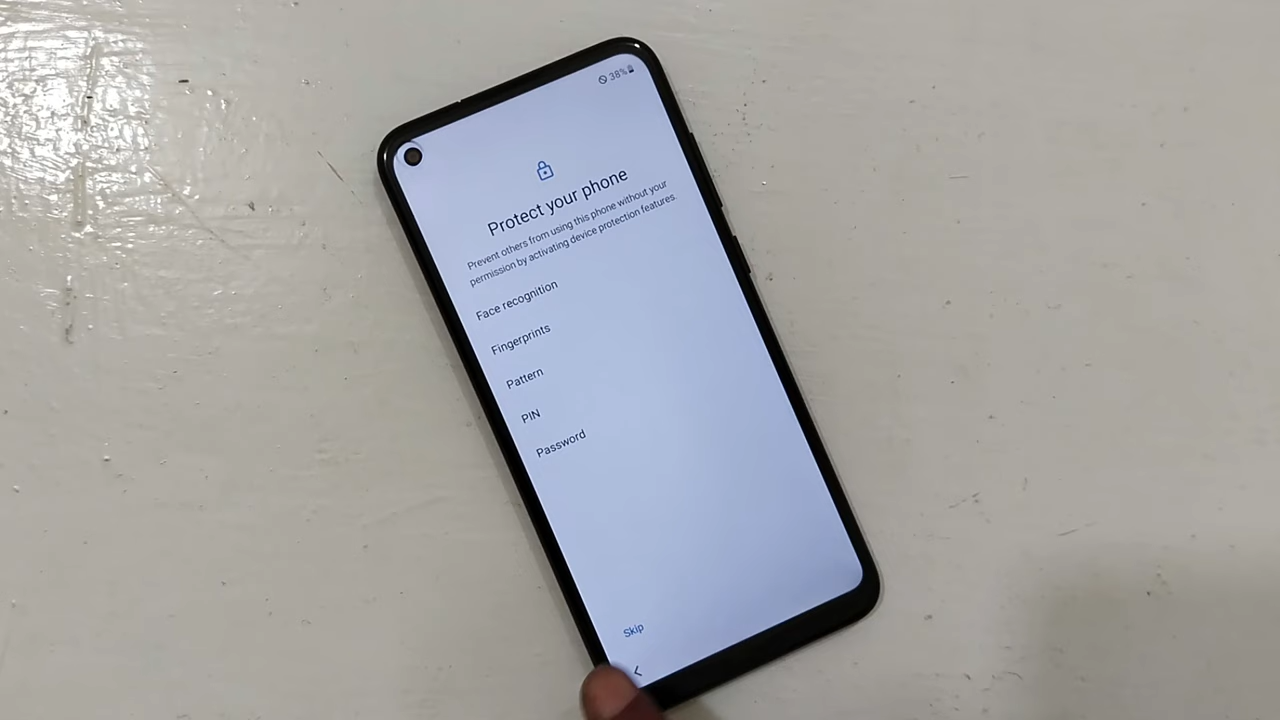 38%
Protect your phone
Prevent others from using this phone without your
permission by activating device protection features.
Face recognition
Fingerprints
Pattern
PIN
Password
Skip